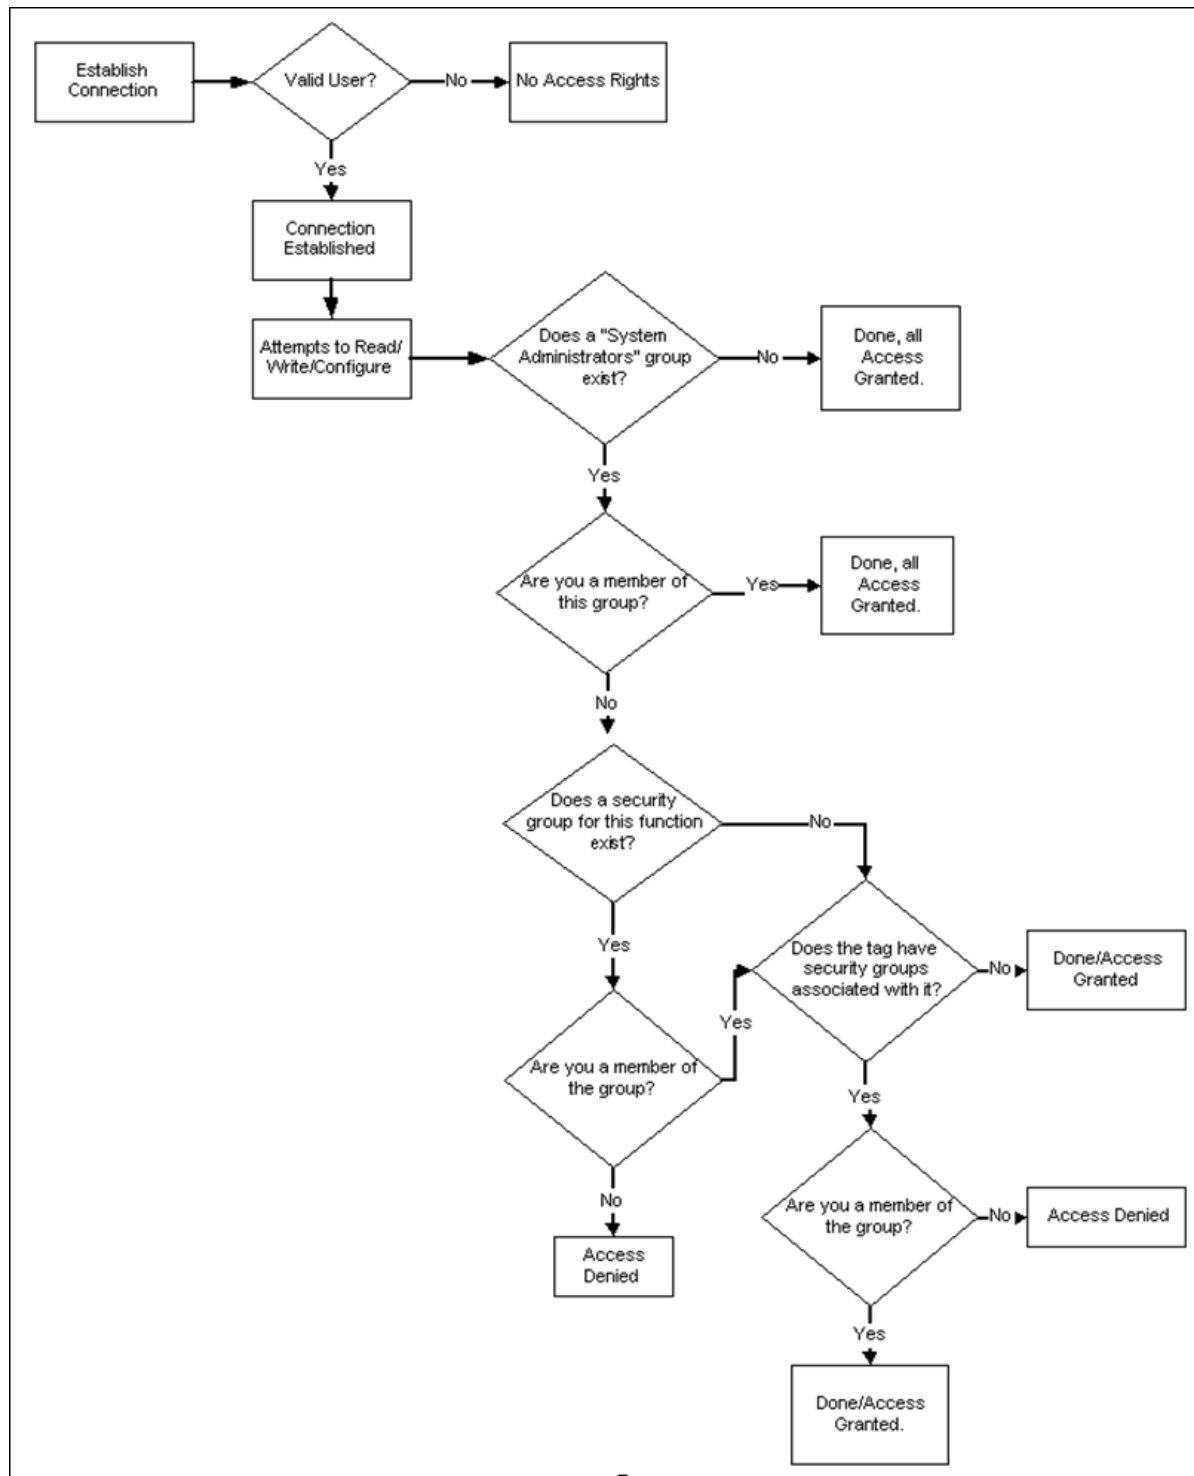 Establish
Connection
Valid User?
No
No Access Rights
Yes
Connection
Established
Attempts to Read/
Write/Configure
Does a "System
Administrators" group
exist?
No
Done, all
Access
Granted.
Yes
Are you a member of
this group?
Yes
Done, all
Access
Granted.
No
Does a security
group for this function
exist?
No
Yes
Does the tag have
security groups
associated with it?
No
Done/Access
Granted
Yes
Are you a member of
the group?
Yes
No
Access
Denied
Are you a member of
the group?
No
Access Denied
Yes
Done/Access
Granted.